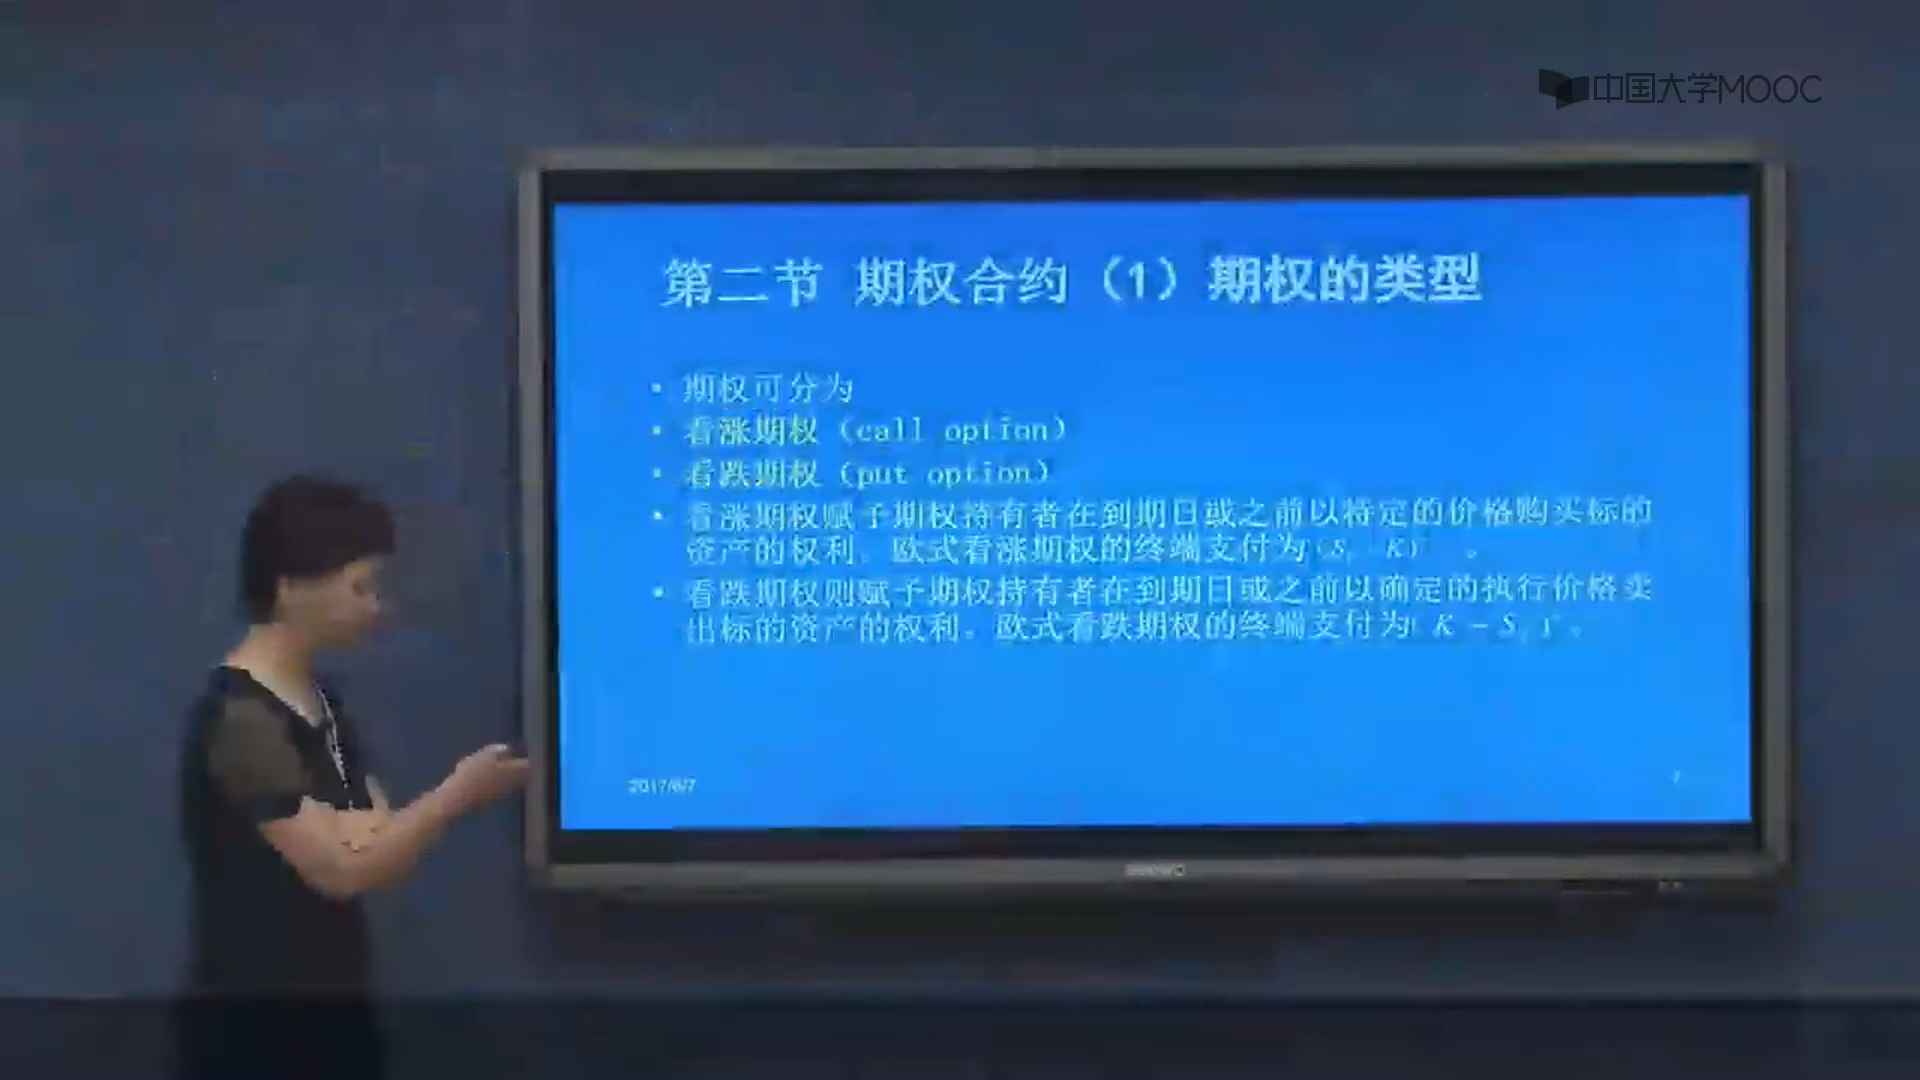 中国大学MOOC
第二节 期权合约（1）期权的类型
• 期权可分为
• 看涨期权（call option）
• 看跌期权（put option）
• 看涨期权赋予期权持有者在到期日或之前以特定的价格购买标的
资产的权利。欧式看涨期权的终端支付为
• 看跌期权则赋予期权持有者在到期日或之前以确定的执行价格卖
出标的资产的权利。欧式看跌期权的终端支付为
2017/6/7